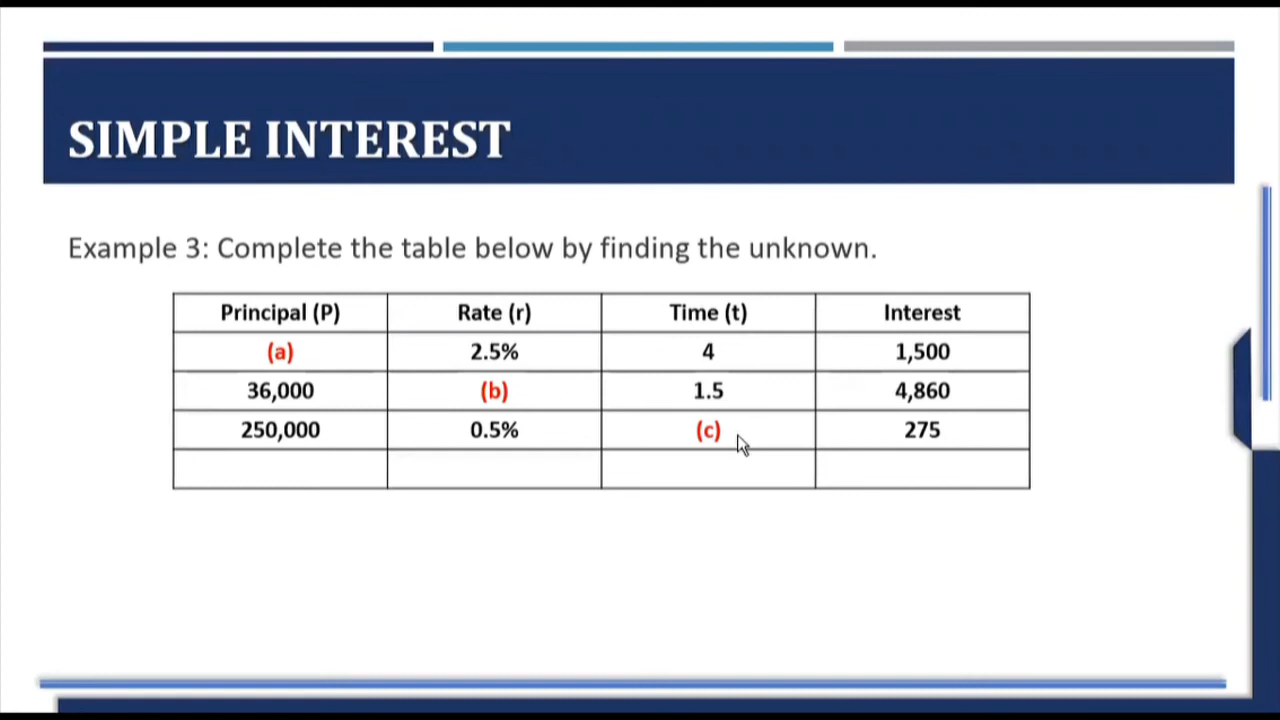 SIMPLE INTEREST
Example 3: Complete the table below by finding the unknown.
Principal (P) Rate (r) Time (t) Interest
(a) 2.5% 4 1,500
36,000 (b) 1.5 4,860
250,000 0.5% (c) 275